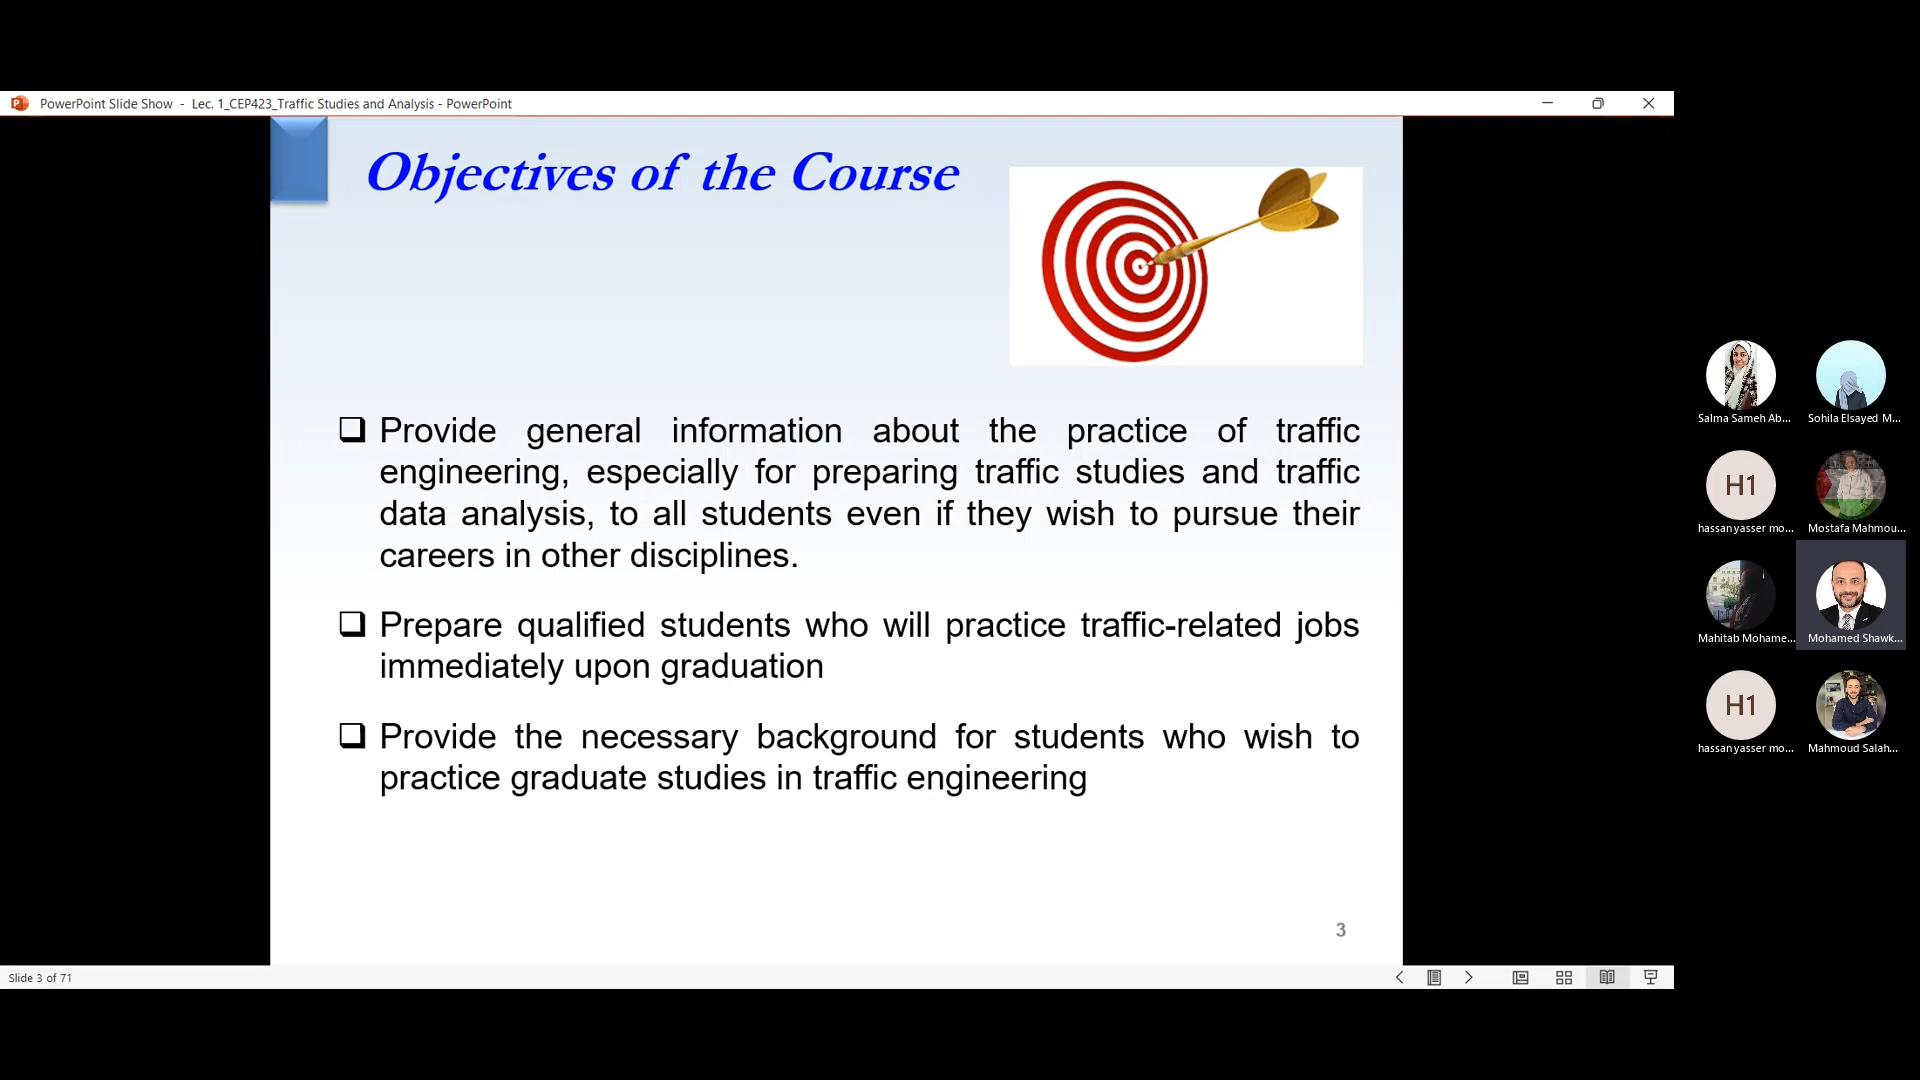 PowerPoint Slide Show - Lec. 1_CEP423_Traffic Studies and Analysis - PowerPoint
Objectives of the Course
Provide general information about the practice of traffic
engineering, especially for preparing traffic studies and traffic
data analysis, to all students even if they wish to pursue their
careers in other disciplines.
Prepare qualified students who will practice traffic-related jobs
immediately upon graduation
Provide the necessary background for students who wish to
practice graduate studies in traffic engineering
3
Slide 3 of 71
Salma Sameh Ab...
Sohila Elsayed M...
H1
hassan yasser mo...
Mostafa Mahmou...
Mahitab Mohame...
Mohamed Shawk...
H1
hassan yasser mo...
Mahmoud Salah...